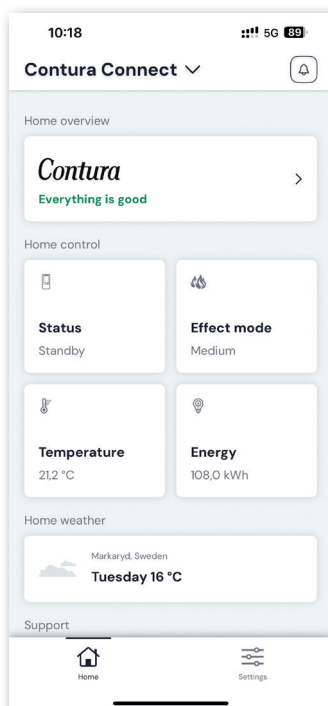 10:18
5G 89
Contura Connect
Home overview
Contura
Everything is good
Home control
Status
Standby
Effect mode
Medium
Temperature
21,2 °C
Energy
108,0 kWh
Home weather
Markaryd, Sweden
Tuesday 16 °C
Support
Home
Settings